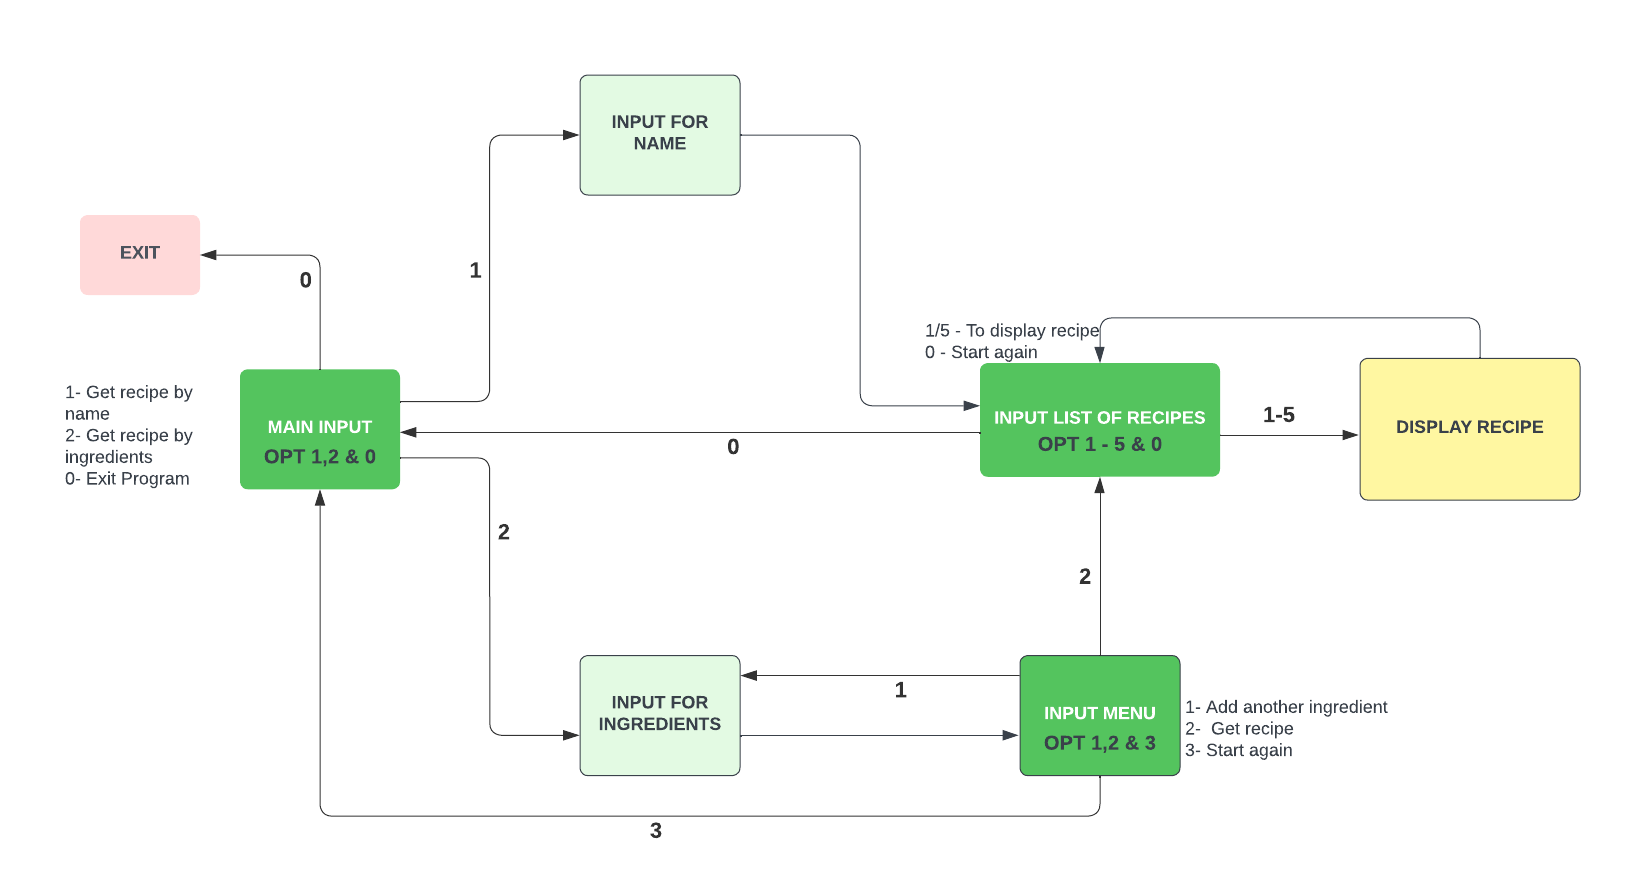 INPUT FOR
NAME
EXIT
0
1
1/5 - To display recipe
0 - Start again
1- Get recipe by
name
2- Get recipe by
ingredients
0- Exit Program
MAIN INPUT
OPT 1,2 & 0
0
INPUT LIST OF RECIPES
OPT 1 - 5 & 0
1-5
DISPLAY RECIPE
2
2
INPUT FOR
INGREDIENTS
1
INPUT MENU
OPT 1,2 & 3
1- Add another ingredient
2-  Get recipe
3- Start again
3